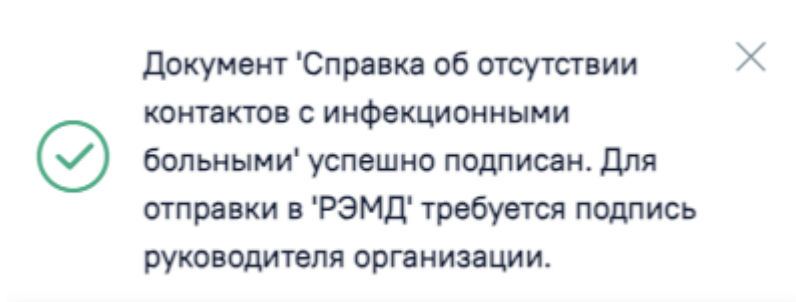 Документ 'Справка об отсутствии
контактов с инфекционными
больными' успешно подписан. Для
отправки в 'РЭМД' требуется подпись
руководителя организации.